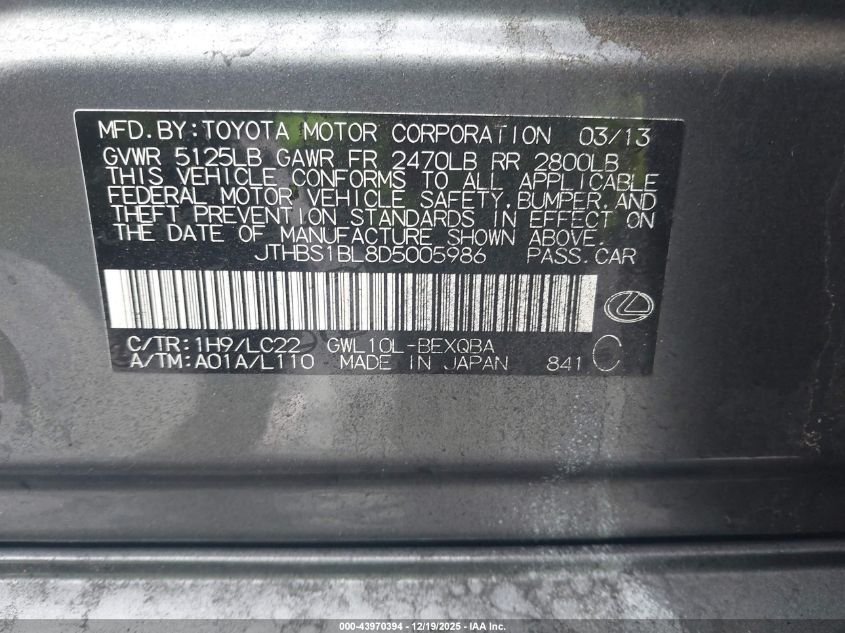 MFD.BY:TOYOTA MOTOR CORPORATION 03/13
GVWR 5125LB GAWR FR 2470LB RR 2800LB
THIS VEHICLE CONFORMS TO ALL APPLICABLE
FEDERAL MOTOR VEHICLE SAFETY,BUMPER,AND
THEFT PREVENTION STANDARDS IN EFFECT ON
THE DATE OF MANUFACTURE SHOWN ABOVE.
JTHBS1BL8D5005986 PASS.CAR
C/TR:1H9/LC22 GWL10L-BEXQBA
A/TM:A01A/L110 MADE IN JAPAN 841 C
000-43970394 - 12/19/2025 - IAA Inc.